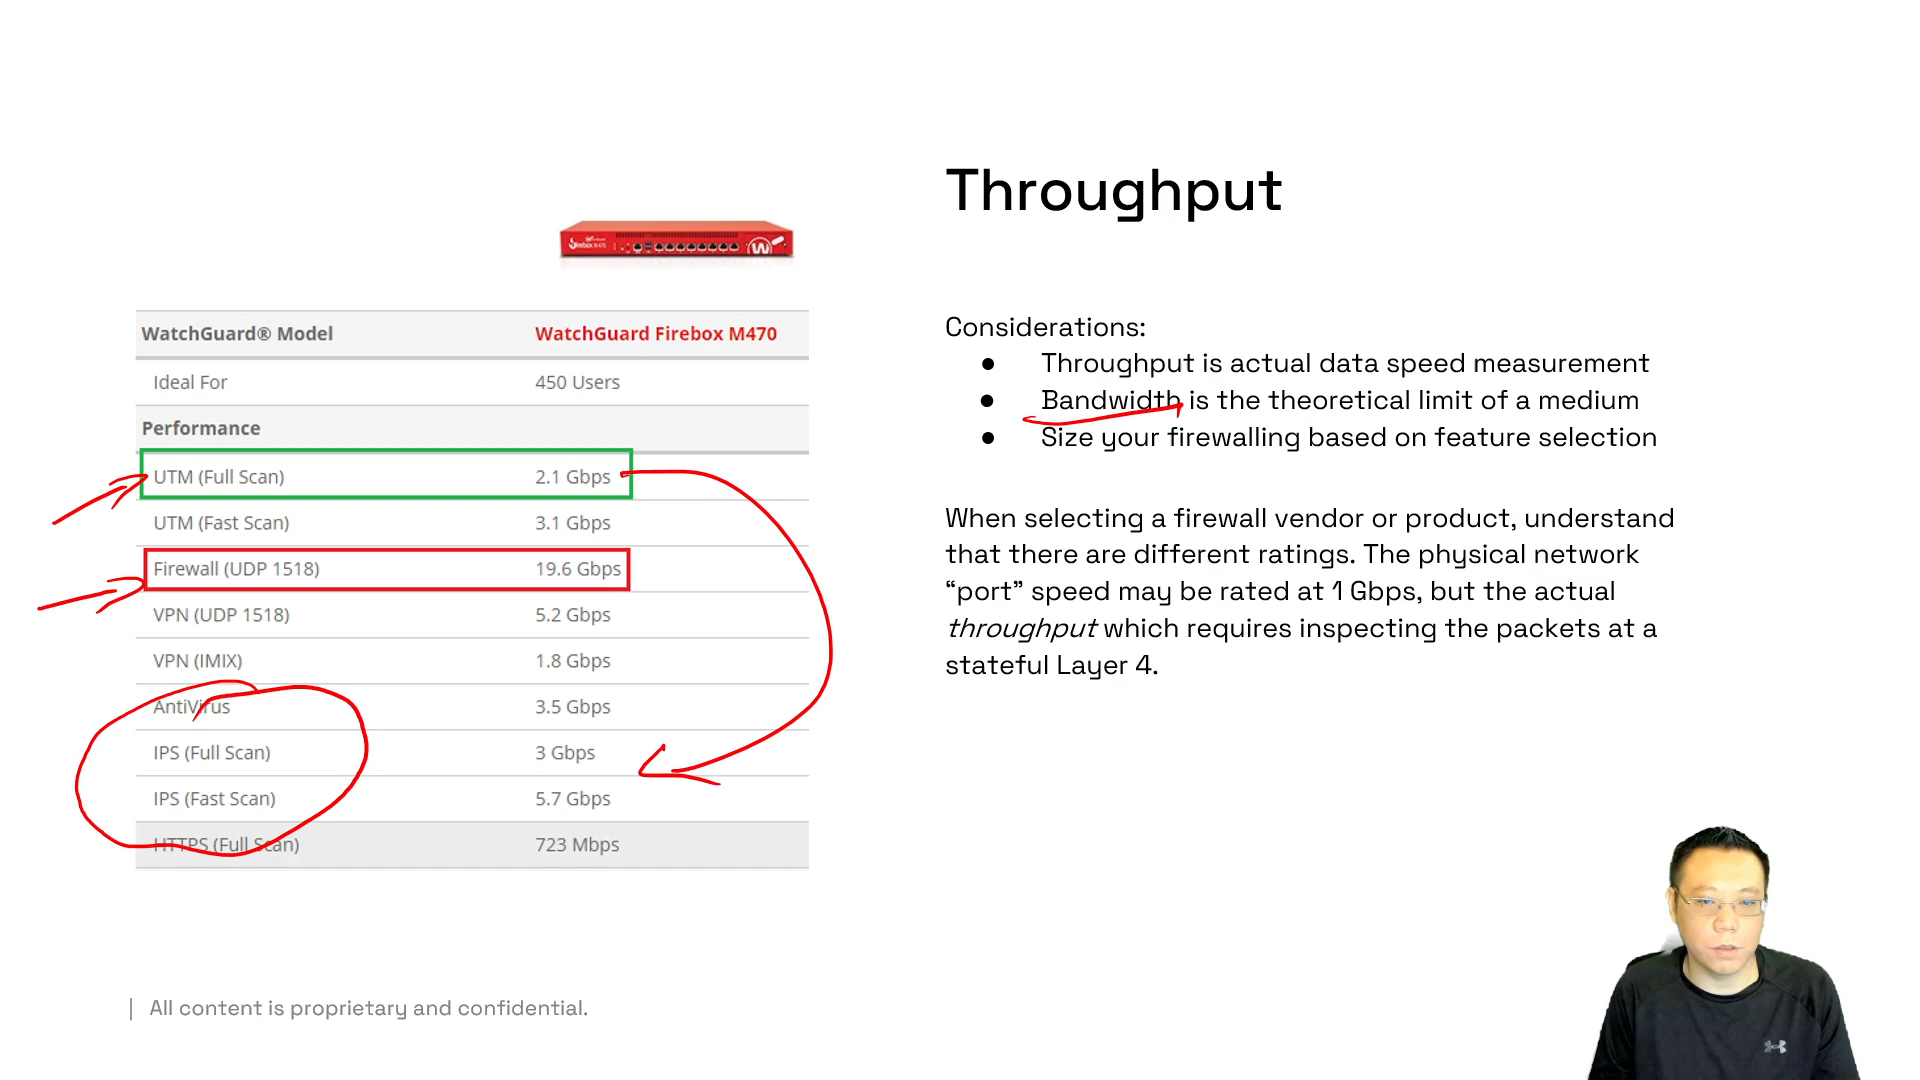 Throughput
WatchGuard® Model WatchGuard Firebox M470
Ideal For 450 Users
Performance
UTM (Full Scan) 2.1 Gbps
UTM (Fast Scan) 3.1 Gbps
Firewall (UDP 1518) 19.6 Gbps
VPN (UDP 1518) 5.2 Gbps
VPN (IMIX) 1.8 Gbps
AntiVirus 3.5 Gbps
IPS (Full Scan) 3 Gbps
IPS (Fast Scan) 5.7 Gbps
HTTPS (Full Scan) 723 Mbps
Considerations:
● Throughput is actual data speed measurement
● Bandwidth is the theoretical limit of a medium
● Size your firewalling based on feature selection
When selecting a firewall vendor or product, understand
that there are different ratings. The physical network
“port” speed may be rated at 1 Gbps, but the actual
throughput which requires inspecting the packets at a
stateful Layer 4.
| All content is proprietary and confidential.